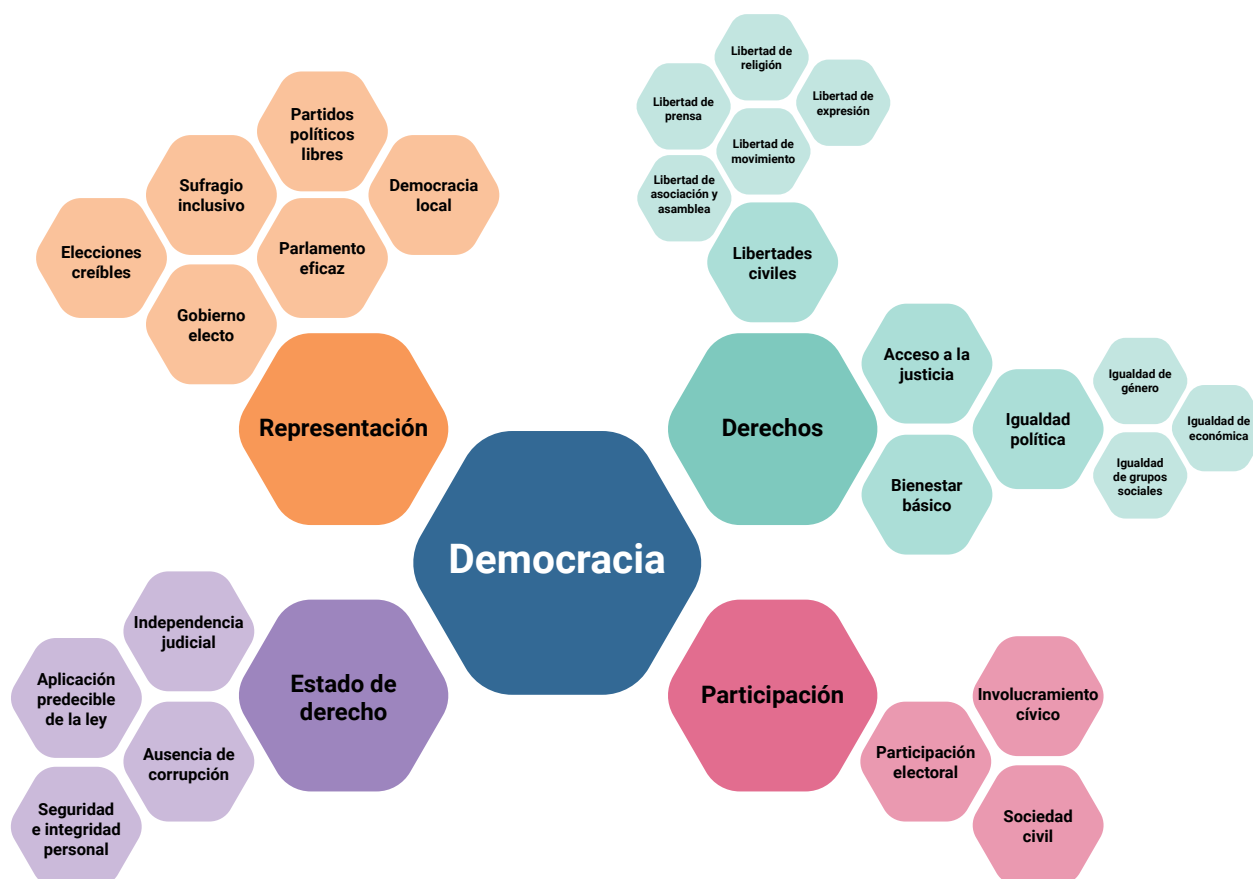 Democracia
Representación
Partidos
políticos
libres
Sufragio
inclusivo
Democracia
local
Elecciones
creíbles
Parlamento
eficaz
Gobierno
electo
Derechos
Libertades
civiles
Libertad de
religión
Libertad de
prensa
Libertad de
expresión
Libertad de
movimiento
Libertad de
asociación y
asamblea
Acceso a la
justicia
Bienestar
básico
Igualdad
política
Igualdad de
género
Igualdad de
económica
Igualdad
de grupos
sociales
Estado de
derecho
Independencia
judicial
Aplicación
predecible
de la ley
Ausencia de
corrupción
Seguridad
e integridad
personal
Participación
Participación
electoral
Involucramiento
cívico
Sociedad
civil